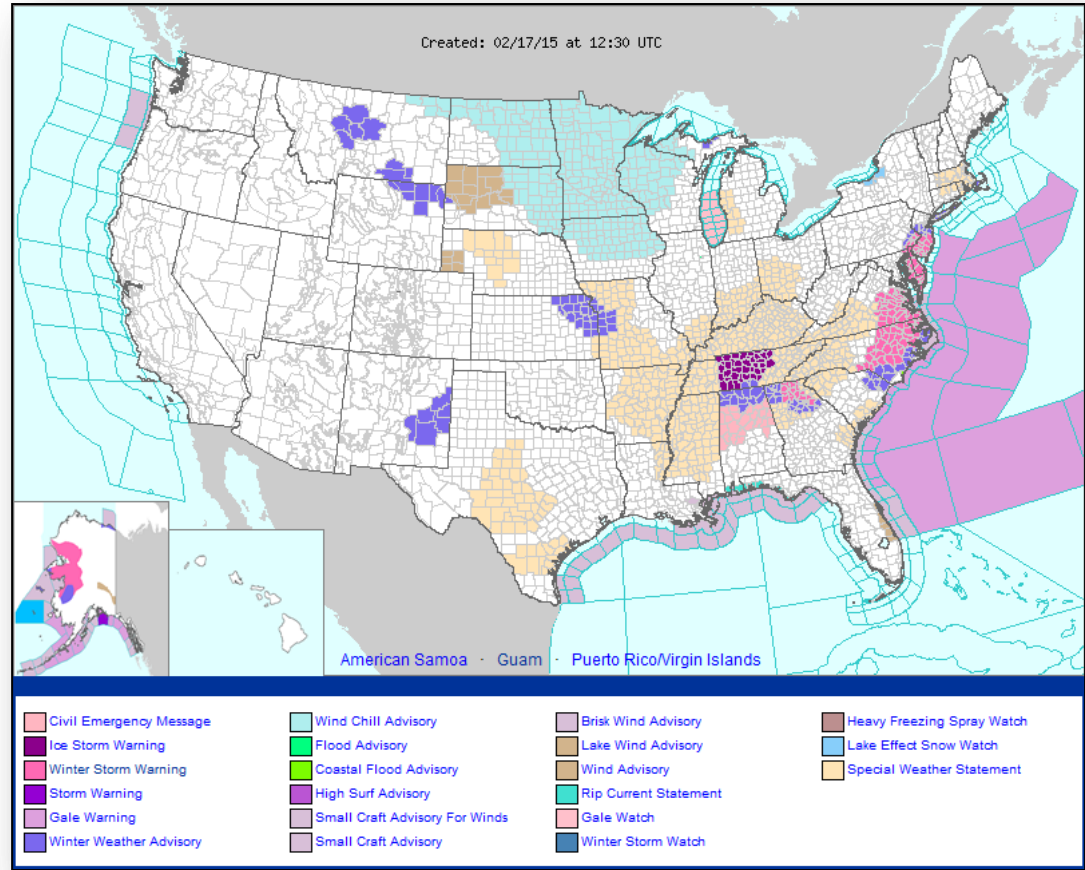 Created: 02/17/15 at 12:30 UTC
American Samoa · Guam · Puerto Rico/Virgin Islands
Civil Emergency Message
Ice Storm Warning
Winter Storm Warning
Storm Warning
Gale Warning
Winter Weather Advisory
Wind Chill Advisory
Flood Advisory
Coastal Flood Advisory
High Surf Advisory
Small Craft Advisory For Winds
Small Craft Advisory
Brisk Wind Advisory
Lake Wind Advisory
Wind Advisory
Rip Current Statement
Gale Watch
Winter Storm Watch
Heavy Freezing Spray Watch
Lake Effect Snow Watch
Special Weather Statement